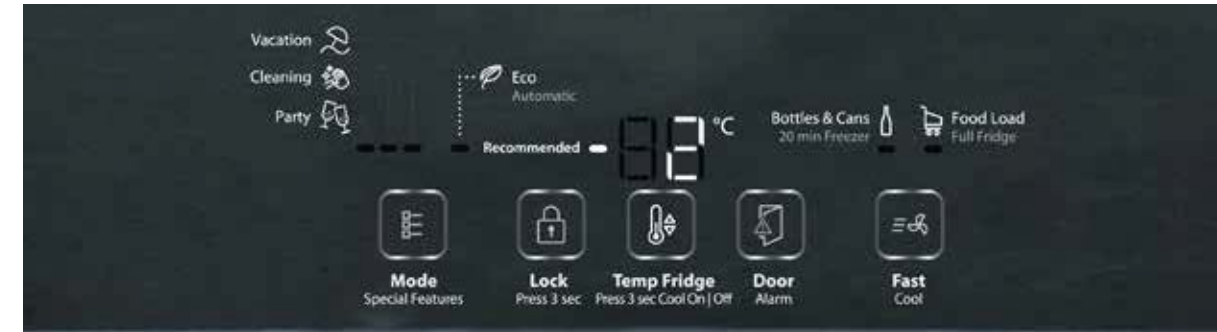 Vacation
Cleaning
Party
Eco
Automatic
Recommended
2 °C
Bottles & Cans
20 min Freezer
Food Load
Full Fridge
Mode
Special Features
Lock
Press 3 sec
Temp Fridge
Press 3 sec Cool On | Off
Door
Alarm
Fast
Cool